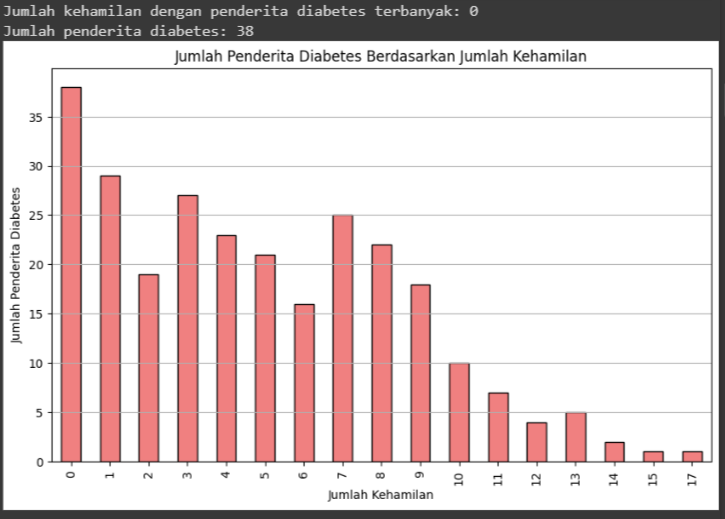 Jumlah kehamilan dengan penderita diabetes terbanyak: 0
Jumlah penderita diabetes: 38
Jumlah Penderita Diabetes Berdasarkan Jumlah Kehamilan
Jumlah Penderita Diabetes
35
30
25
20
15
10
5
0
0 1 2 3 4 5 6 7 8 9 10 11 12 13 14 15 17
Jumlah Kehamilan